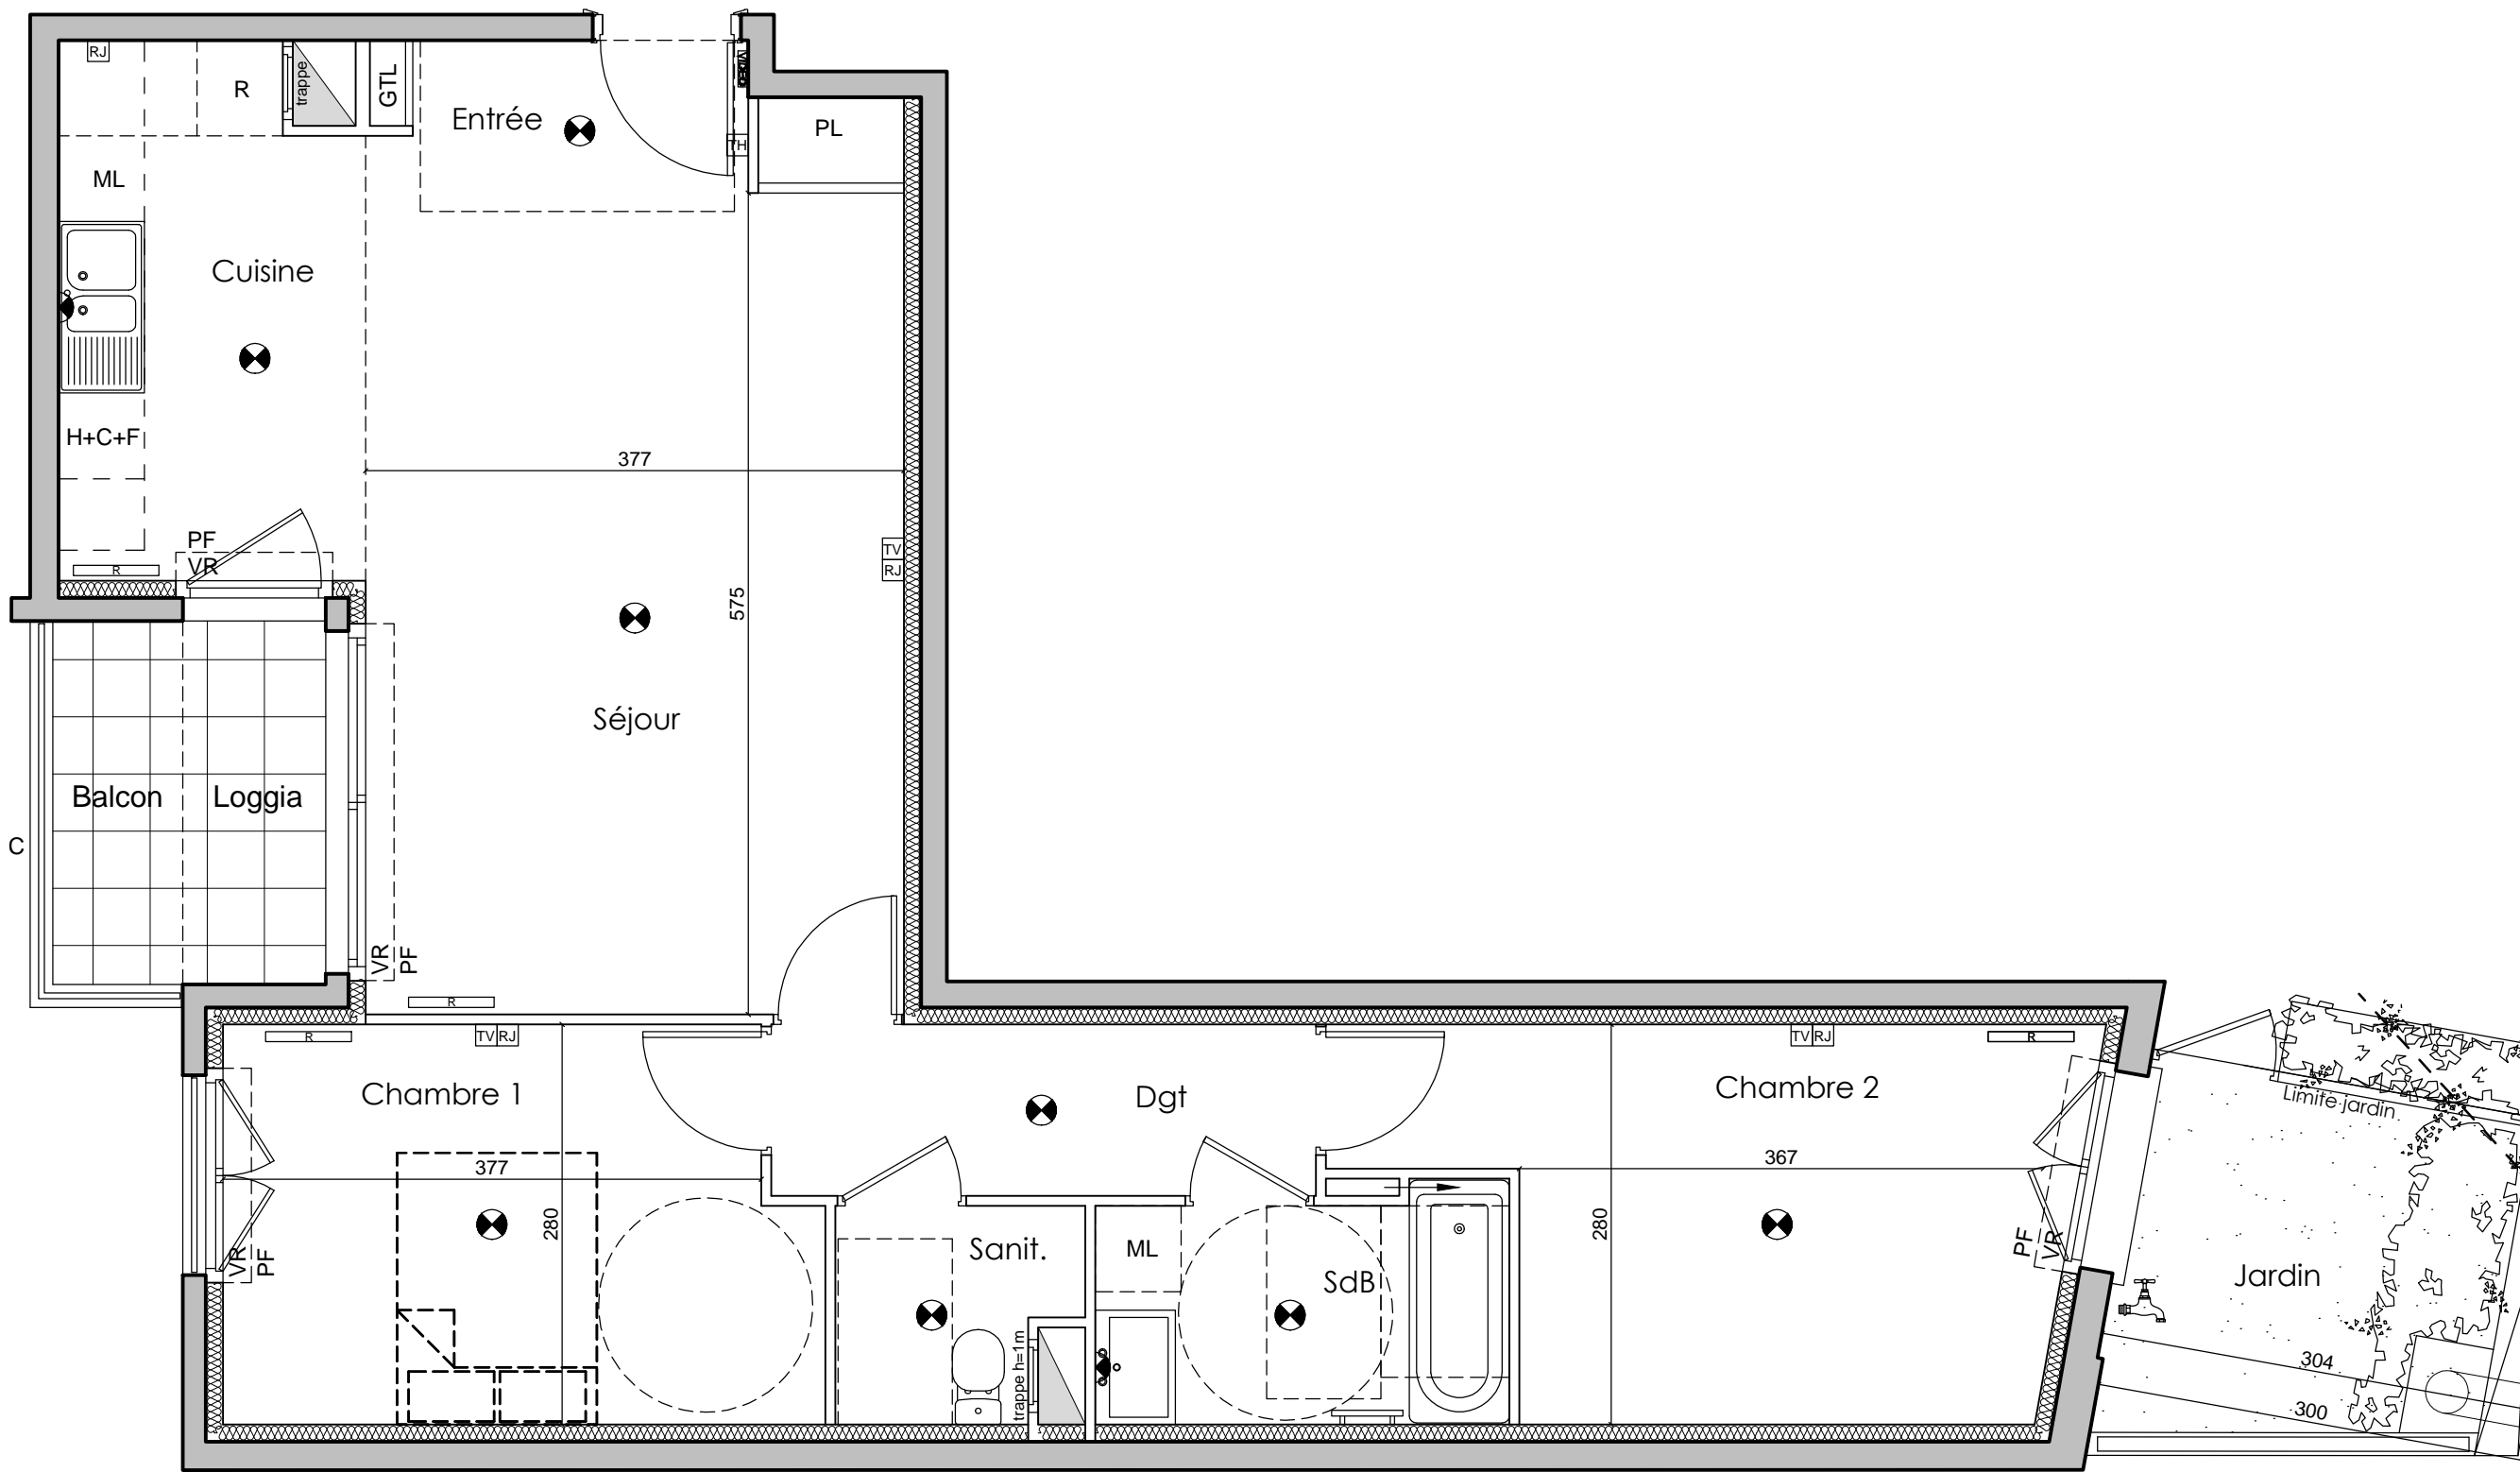 RJ
R
trappe
GTL
Entrée
TH
PL
ML
Cuisine
H+C+F
377
PF
VR
R
TV
RJ
575
Séjour
Balcon
Loggia
C
VR
PF
R
R
TV
RJ
Chambre 1
Dgt
TV
RJ
R
Chambre 2
Limite jardin
377
367
280
280
VR
PF
Sanit.
ML
SdB
PF
VR
Jardin
trappe h=1m
304
300